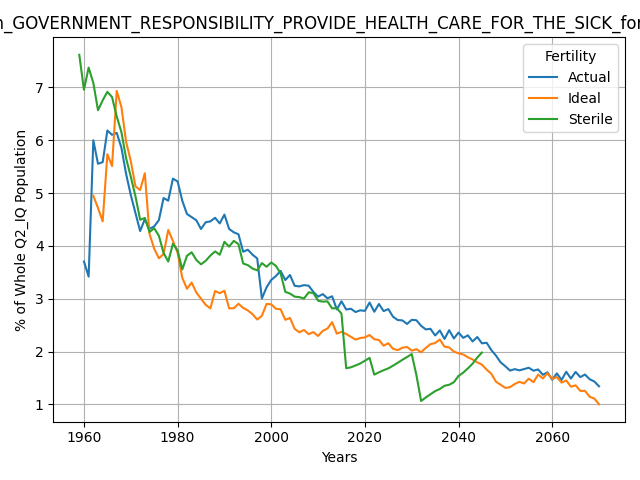 GOVERNMENT_RESPONSIBILITY_PROVIDE_HEALTH_CARE_FOR_THE_SICK_for
Fertility
Actual
Ideal
Sterile
% of Whole Q2_IQ Population
7
6
5
4
3
2
1
1960 1980 2000 2020 2040 2060
Years